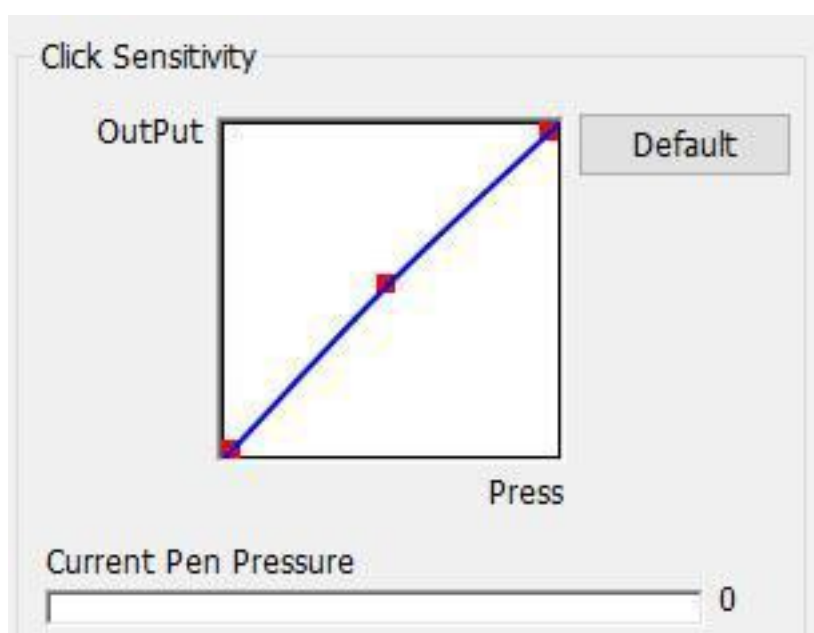 Click Sensitivity
OutPut
Default
Press
Current Pen Pressure
0